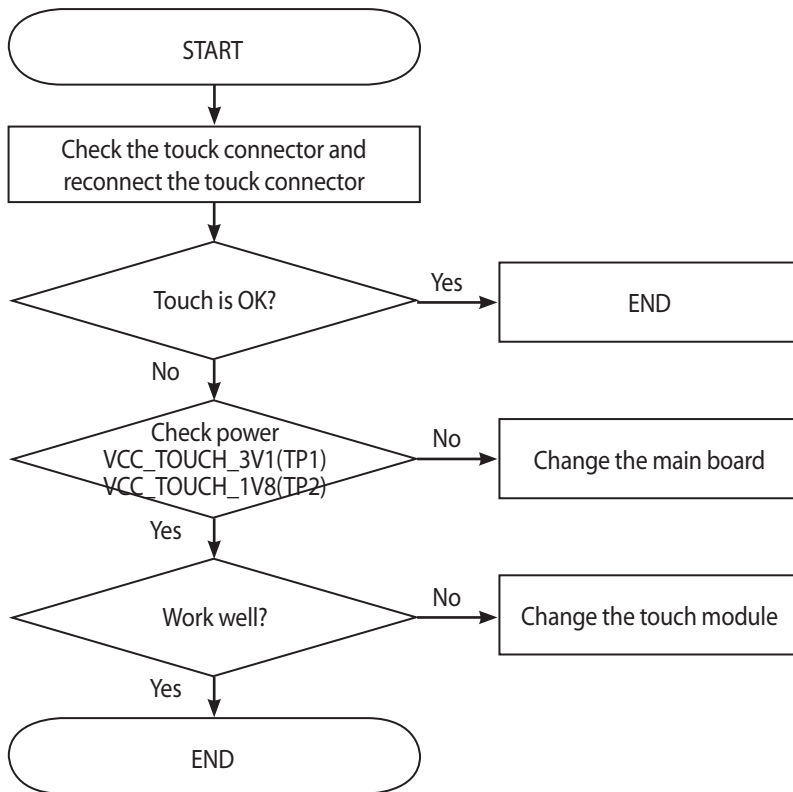 START
Check the touck connector and
reconnect the touck connector
Touch is OK?
Yes
END
No
Check power
VCC_TOUCH_3V1(TP1)
VCC_TOUCH_1V8(TP2)
No
Change the main board
Yes
Work well?
No
Change the touch module
Yes
END